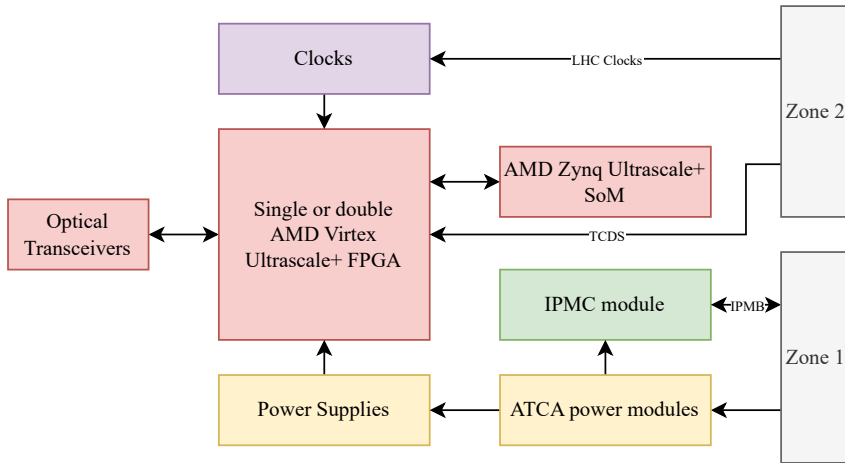 Clocks
LHC Clocks
Zone 2
AMD Zynq Ultrascale+
SoM
Single or double
AMD Virtex
Ultrascale+ FPGA
Optical
Transceivers
TCDS
IPMC module
IPMB
Zone 1
Power Supplies
ATCA power modules